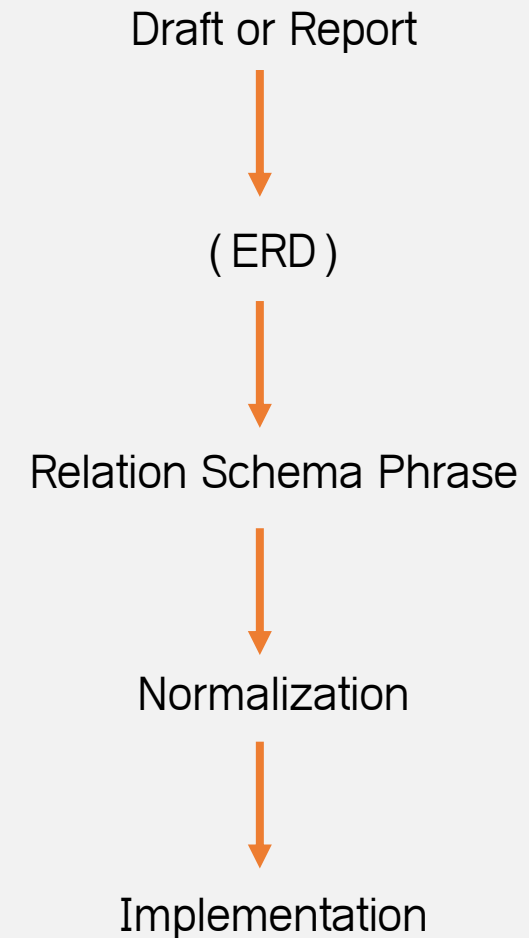 Draft or Report
( ERD )
Relation Schema Phrase
Normalization
Implementation